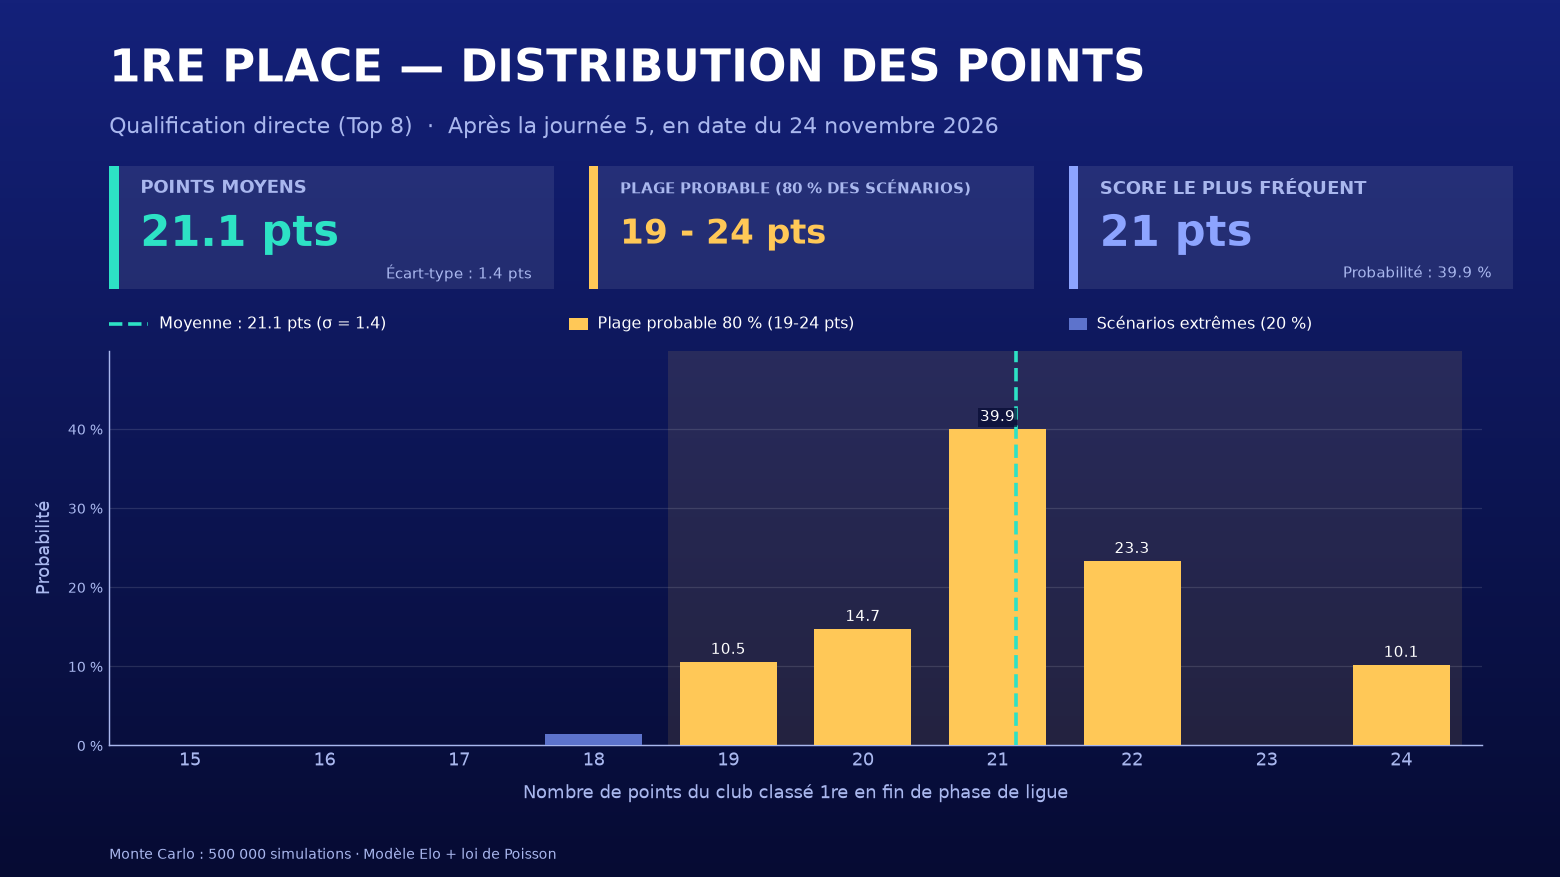 1RE PLACE — DISTRIBUTION DES POINTS
Qualification directe (Top 8) · Après la journée 5, en date du 24 novembre 2026
POINTS MOYENS
21.1 pts
Écart-type : 1.4 pts
PLAGE PROBABLE (80 % DES SCÉNARIOS)
19 - 24 pts
SCORE LE PLUS FRÉQUENT
21 pts
Probabilité : 39.9 %
Moyenne : 21.1 pts (σ = 1.4)
Plage probable 80 % (19-24 pts)
Scénarios extrêmes (20 %)
Probabilité
40 %
30 %
20 %
10 %
0 %
10.5
14.7
39.9
23.3
10.1
15 16 17 18 19 20 21 22 23 24
Nombre de points du club classé 1re en fin de phase de ligue
Monte Carlo : 500 000 simulations · Modèle Elo + loi de Poisson